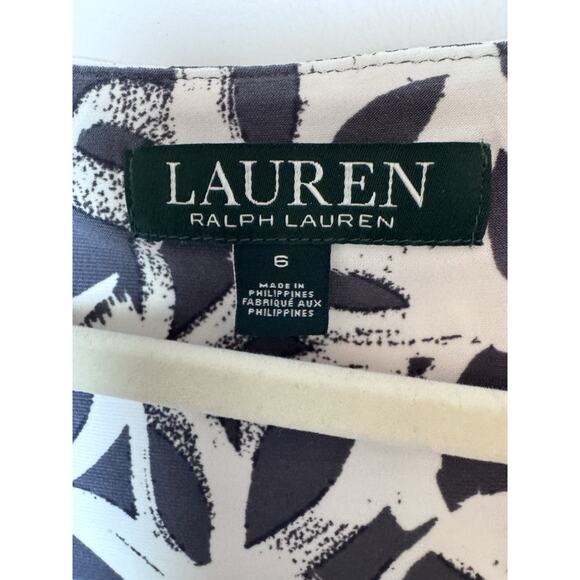 LAUREN
RALPH LAUREN
6
MADE IN
PHILIPPINES
FABRIQUÉ AUX
PHILIPPINES